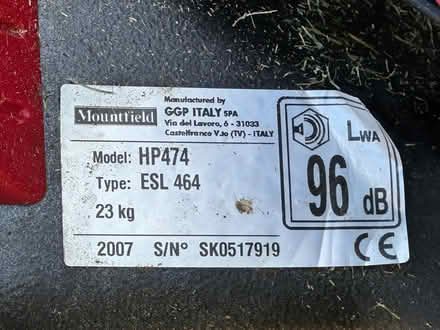 Mountfield
Manufactured by
GGP ITALY SPA
Via del Lavoro, 6 - 31033
Castelfranco V.to (TV) - ITALY
Model: HP474
Type: ESL 464
23 kg
2007 S/N° SK0517919
LWA
96 dB
CE